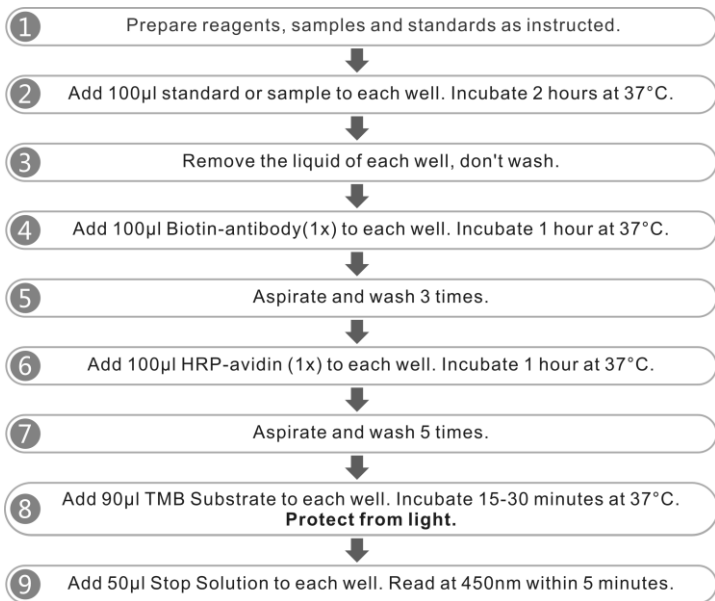 1 Prepare reagents, samples and standards as instructed.
2 Add 100μl standard or sample to each well. Incubate 2 hours at 37°C.
3 Remove the liquid of each well, don't wash.
4 Add 100μl Biotin-antibody(1x) to each well. Incubate 1 hour at 37°C.
5 Aspirate and wash 3 times.
6 Add 100μl HRP-avidin (1x) to each well. Incubate 1 hour at 37°C.
7 Aspirate and wash 5 times.
8 Add 90μl TMB Substrate to each well. Incubate 15-30 minutes at 37°C.
Protect from light.
9 Add 50μl Stop Solution to each well. Read at 450nm within 5 minutes.